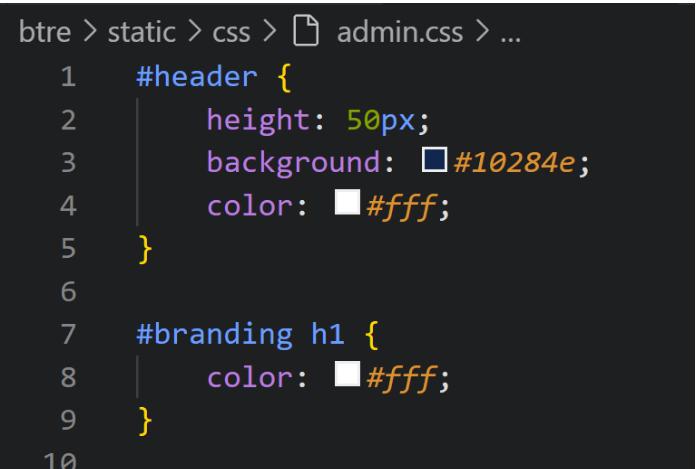 btre > static > css > admin.css > ...
1 #header {
2     height: 50px;
3     background: #10284e;
4     color: #fff;
5 }
6
7 #branding h1 {
8     color: #fff;
9 }
10